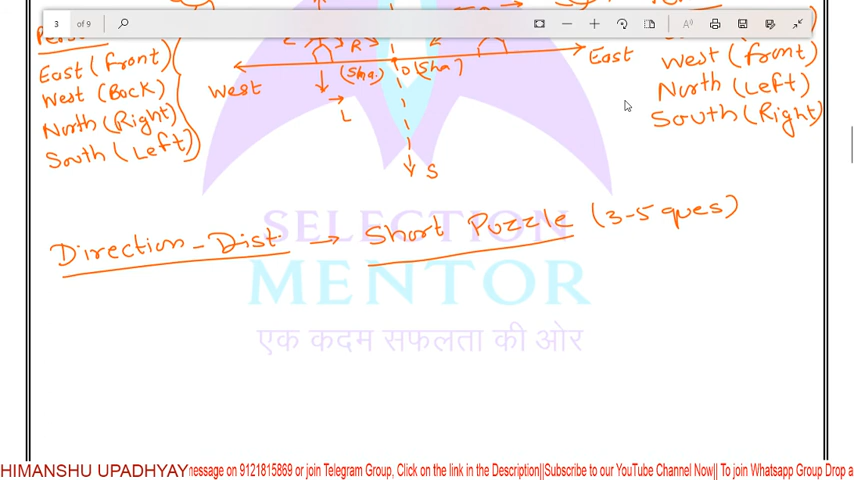 3 of 9
East (Front)
West (Back)
North (Right)
South (Left)
R
West
(Sha.) O (Sha)
East
L
S
West (Front)
North (Left)
South (Right)
Direction - Dist. → Short Puzzle (3-5 ques)
SELECTION
MENTOR
एक कदम सफलता की ओर
HIMANSHU UPADHYAY message on 9121815869 or join Telegram Group, Click on the link in the Description||Subscribe to our YouTube Channel Now|| To join Whatsapp Group Drop a